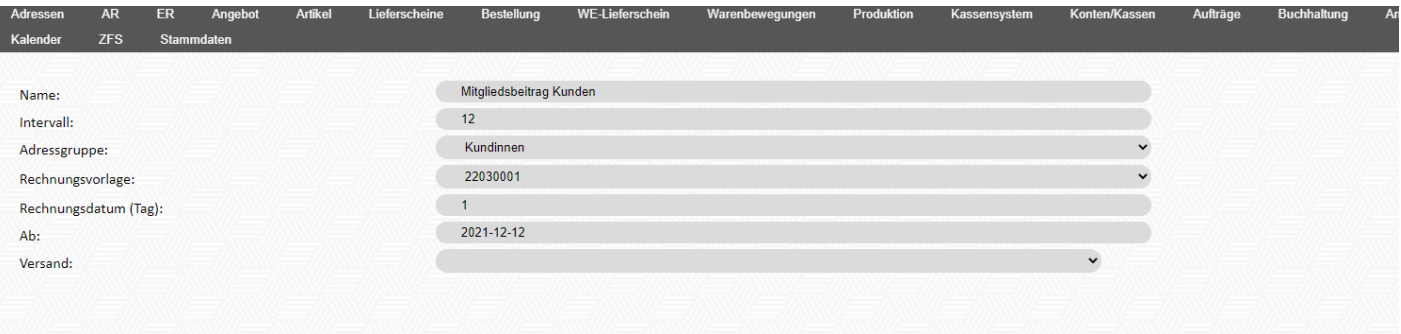 Adressen AR ER Angebot Artikel Lieferscheine Bestellung WE-Lieferschein Warenbewegungen Produktion Kassensystem Konten/Kassen Aufträge Buchhaltung
Kalender ZFS Stammdaten
Name: Mitgliedsbeitrag Kunden
Intervall: 12
Adressgruppe: Kundinnen
Rechnungsvorlage: 22030001
Rechnungsdatum (Tag): 1
Ab: 2021-12-12
Versand: